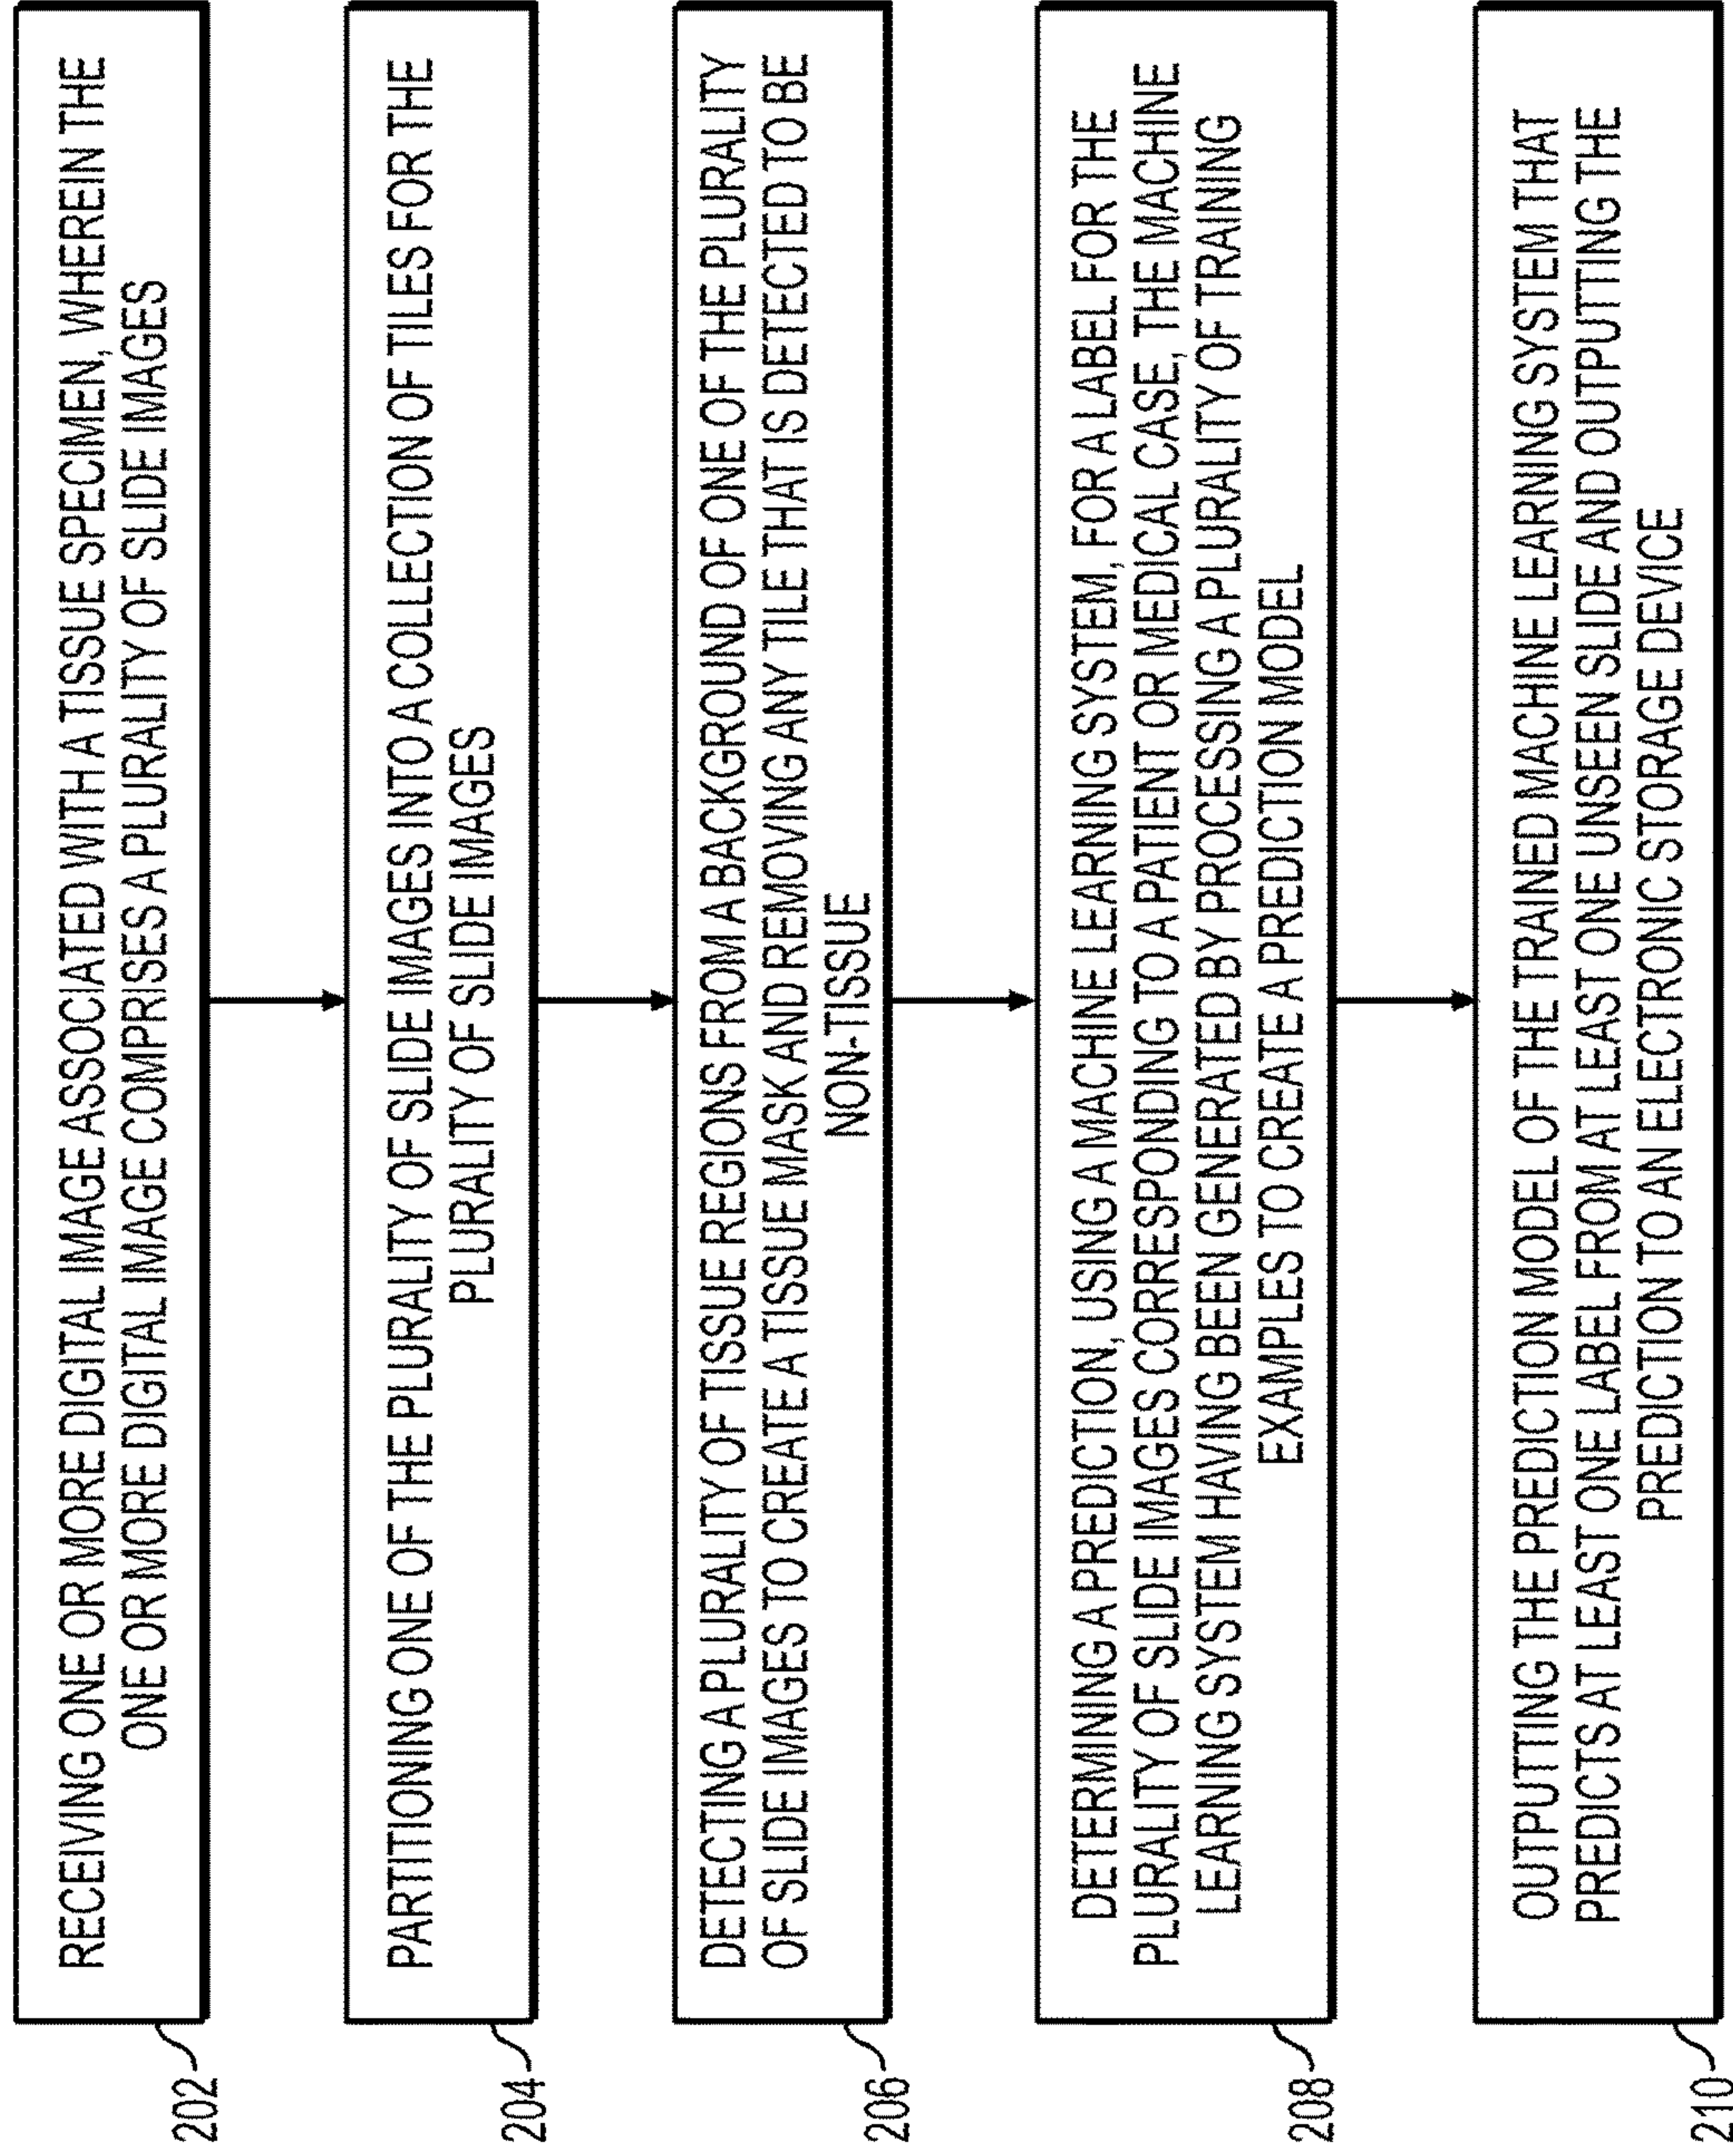 202
RECEIVING ONE OR MORE DIGITAL IMAGE ASSOCIATED WITH A TISSUE SPECIMEN, WHEREIN THE
ONE OR MORE DIGITAL IMAGE COMPRISES A PLURALITY OF SLIDE IMAGES
204
PARTITIONING ONE OF THE PLURALITY OF SLIDE IMAGES INTO A COLLECTION OF TILES FOR THE
PLURALITY OF SLIDE IMAGES
206
DETECTING A PLURALITY OF TISSUE REGIONS FROM A BACKGROUND OF ONE OF THE PLURALITY
OF SLIDE IMAGES TO CREATE A TISSUE MASK AND REMOVING ANY TILE THAT IS DETECTED TO BE
NON-TISSUE
208
DETERMINING A PREDICTION, USING A MACHINE LEARNING SYSTEM, FOR A LABEL FOR THE
PLURALITY OF SLIDE IMAGES CORRESPONDING TO A PATIENT OR MEDICAL CASE, THE MACHINE
LEARNING SYSTEM HAVING BEEN GENERATED BY PROCESSING A PLURALITY OF TRAINING
EXAMPLES TO CREATE A PREDICTION MODEL
210
OUTPUTTING THE PREDICTION MODEL OF THE TRAINED MACHINE LEARNING SYSTEM THAT
PREDICTS AT LEAST ONE LABEL FROM AT LEAST ONE UNSEEN SLIDE AND OUTPUTTING THE
PREDICTION TO AN ELECTRONIC STORAGE DEVICE